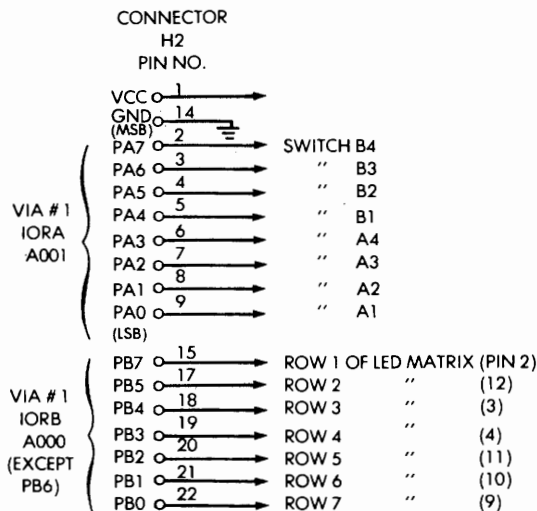 CONNECTOR
H2
PIN NO.
VCC 1
GND 14
(MSB)
PA7 2 SWITCH B4
PA6 3 " B3
PA5 4 " B2
PA4 5 " B1
PA3 6 " A4
PA2 7 " A3
PA1 8 " A2
PA0 9 " A1
(LSB)
VIA # 1
IORA
A001
PB7 15 ROW 1 OF LED MATRIX (PIN 2)
PB5 17 ROW 2 " (12)
PB4 18 ROW 3 " (3)
PB3 19 ROW 4 " (4)
PB2 20 ROW 5 " (11)
PB1 21 ROW 6 " (10)
PB0 22 ROW 7 " (9)
VIA # 1
IORB
A000
(EXCEPT
PB6)